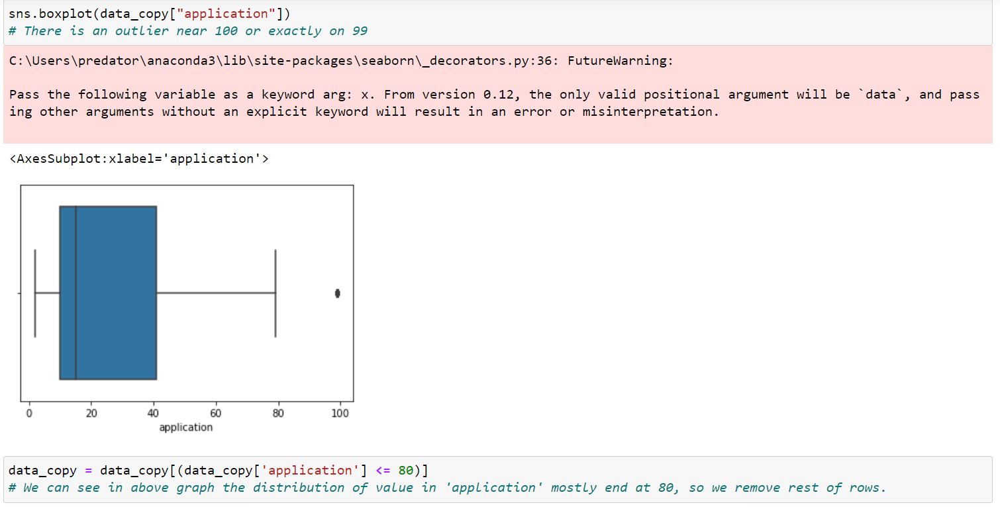 sns.boxplot(data_copy["application"])
# There is an outlier near 100 or exactly on 99
C:\Users\predator\anaconda3\lib\site-packages\seaborn\_decorators.py:36: FutureWarning:
Pass the following variable as a keyword arg: x. From version 0.12, the only valid positional argument will be `data`, and pass
ing other arguments without an explicit keyword will result in an error or misinterpretation.
<AxesSubplot:xlabel='application'>
0 20 40 60 80 100
application
data_copy = data_copy[(data_copy['application'] <= 80)]
# We can see in above graph the distribution of value in 'application' mostly end at 80, so we remove rest of rows.